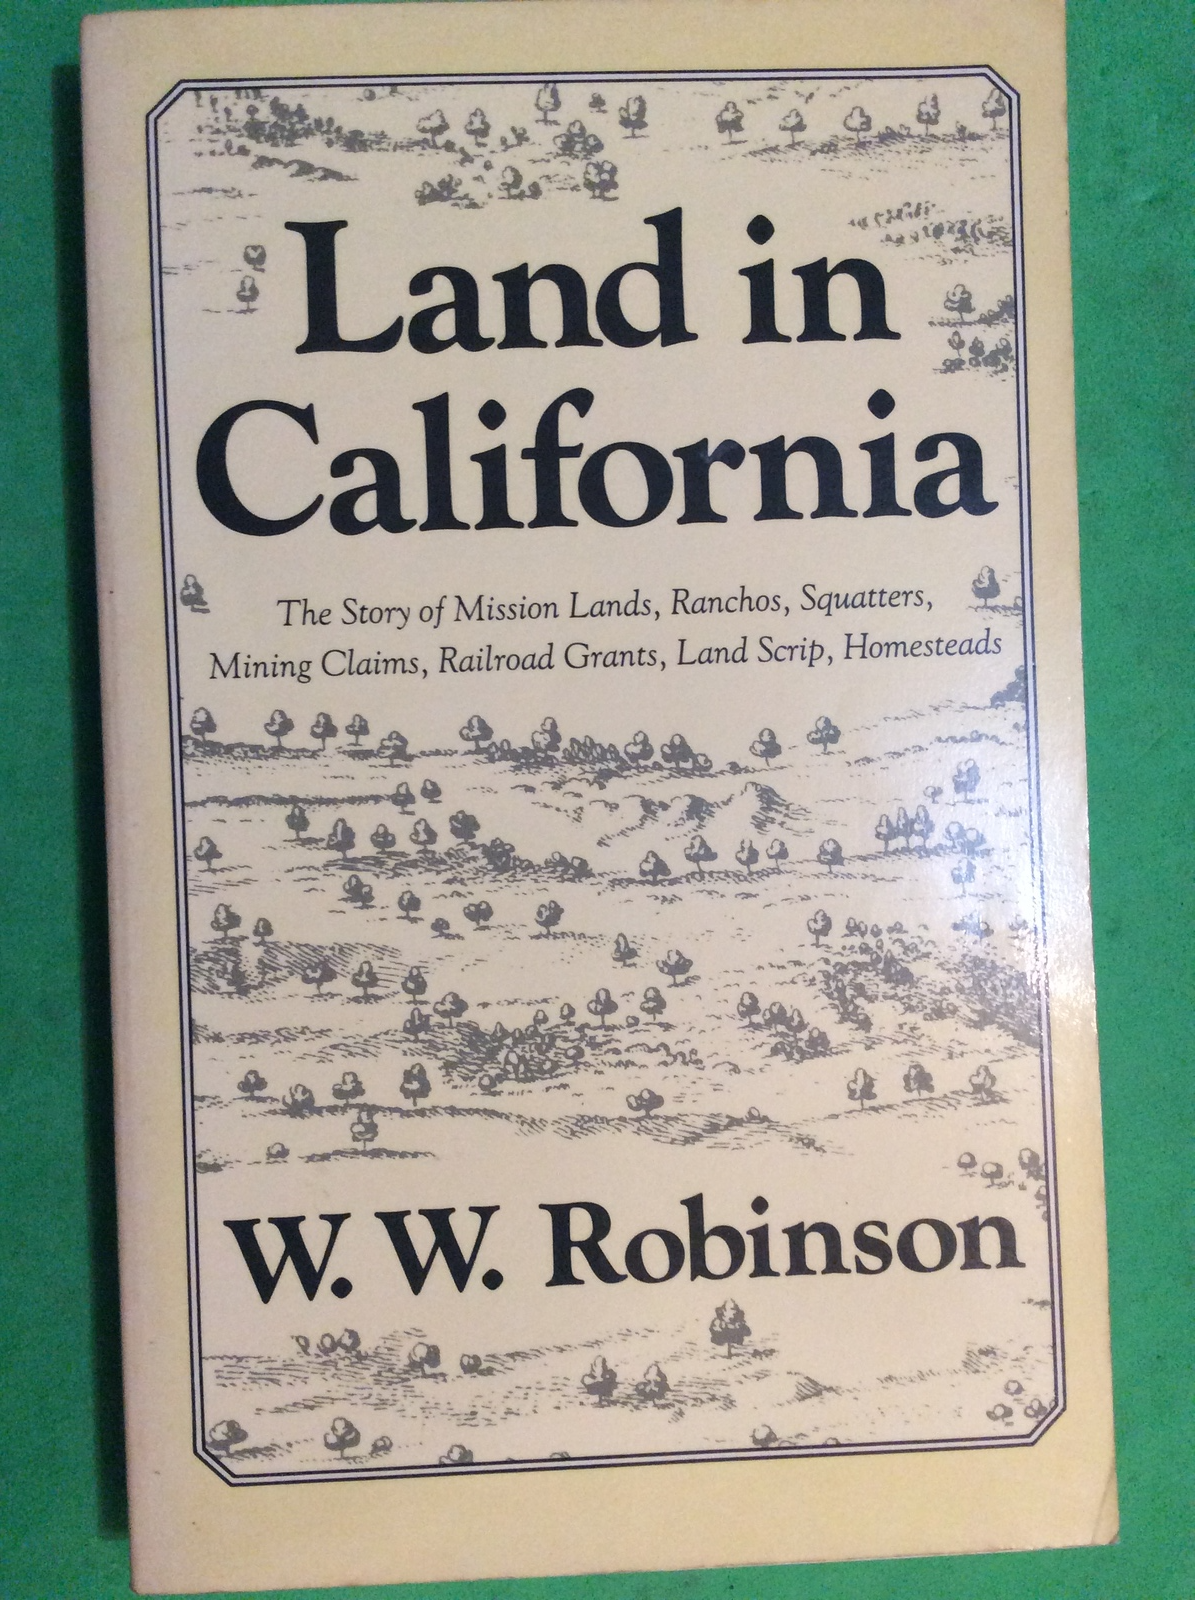 Land in
California
The Story of Mission Lands, Ranchos, Squatters,
Mining Claims, Railroad Grants, Land Scrip, Homesteads
W. W. Robinson